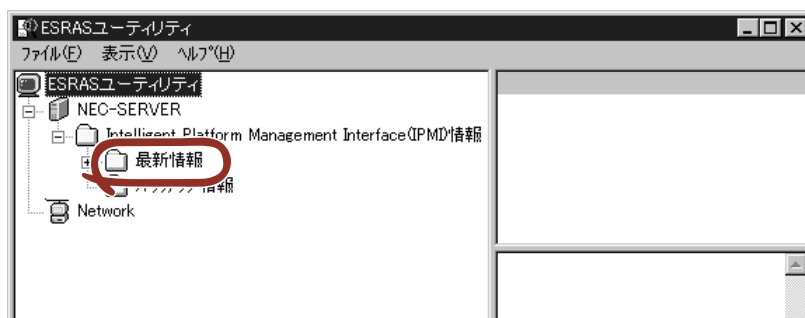 ESRASユーティリティ
ファイル(F) 表示(V) ヘルプ(H)
ESRASユーティリティ
NEC-SERVER
Intelligent Platform Management Interface(IPMI)情報
最新情報
情報
Network